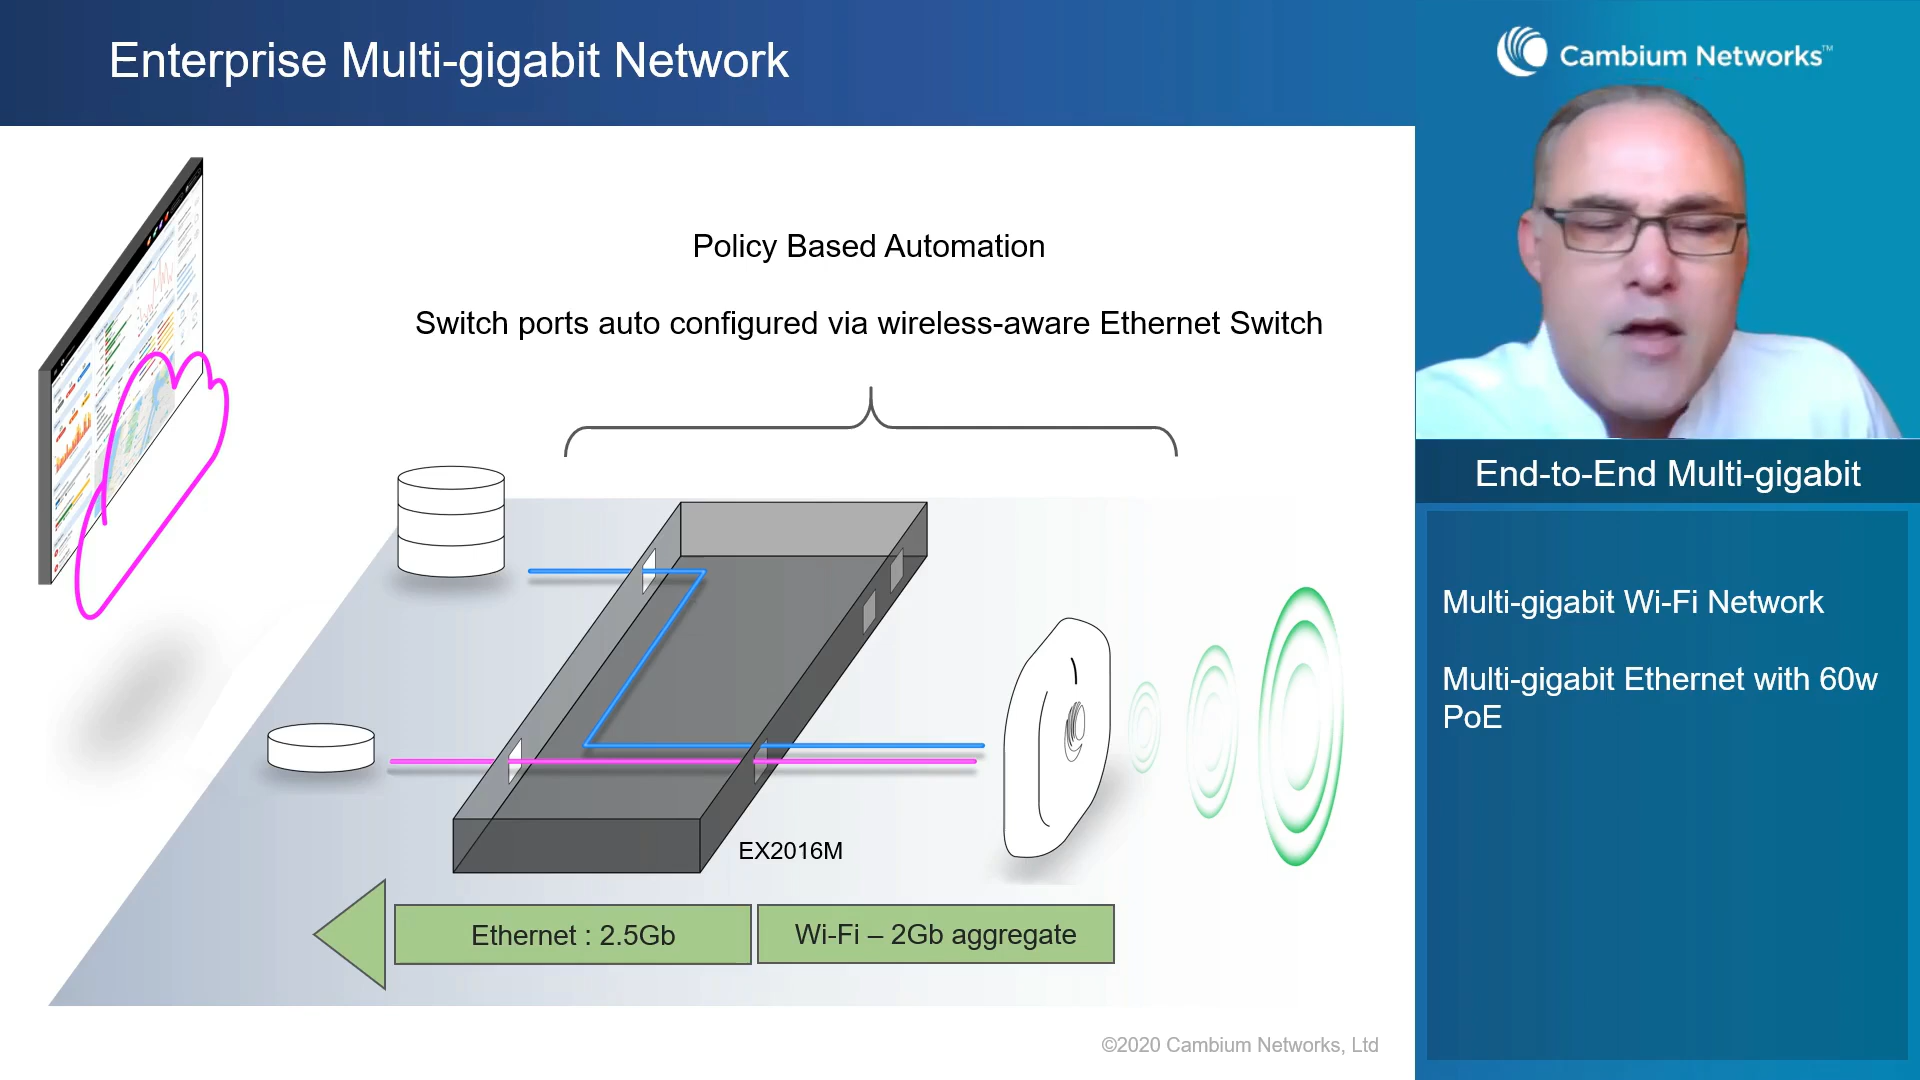 Enterprise Multi-gigabit Network
Cambium Networks™
Policy Based Automation
Switch ports auto configured via wireless-aware Ethernet Switch
End-to-End Multi-gigabit
Multi-gigabit Wi-Fi Network
Multi-gigabit Ethernet with 60w
PoE
EX2016M
Ethernet : 2.5Gb
Wi-Fi – 2Gb aggregate
©2020 Cambium Networks, Ltd